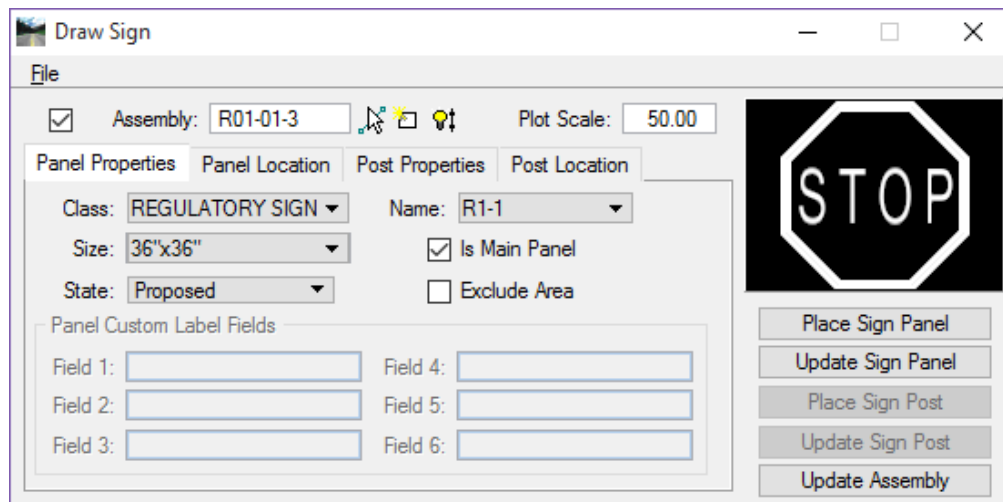 Draw Sign
File
Assembly: R01-01-3 Plot Scale: 50.00
Panel Properties Panel Location Post Properties Post Location
Class: REGULATORY SIGN Name: R1-1
Size: 36"x36" Is Main Panel
State: Proposed Exclude Area
Panel Custom Label Fields
Field 1: Field 4:
Field 2: Field 5:
Field 3: Field 6:
STOP
Place Sign Panel
Update Sign Panel
Place Sign Post
Update Sign Post
Update Assembly